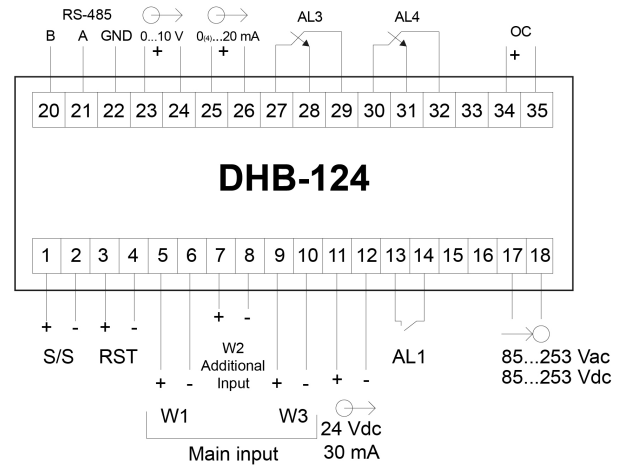 RS-485 AL3 AL4
B A GND 0...10 V 0(4)...20 mA OC
+ + +
20 21 22 23 24 25 26 27 28 29 30 31 32 33 34 35
DHB-124
1 2 3 4 5 6 7 8 9 10 11 12 13 14 15 16 17 18
+ - + - + -
S/S RST W2 AL1 85...253 Vac
Additional 85...253 Vdc
+ - Input + - + -
W1 W3 24 Vdc
Main input 30 mA